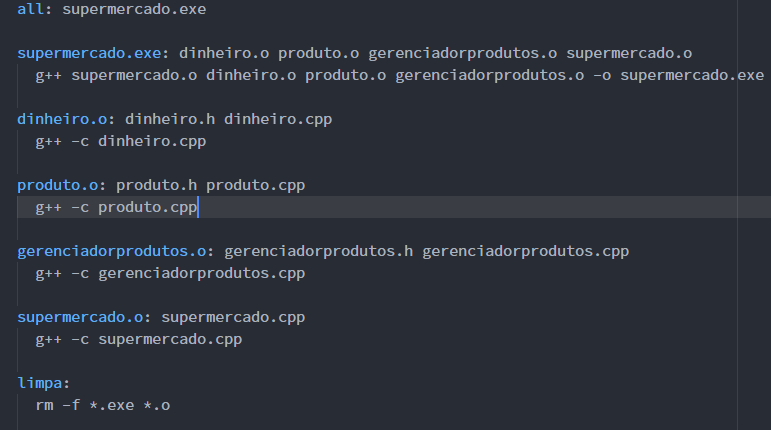 all: supermercado.exe
supermercado.exe: dinheiro.o produto.o gerenciadorprodutos.o supermercado.o
g++ supermercado.o dinheiro.o produto.o gerenciadorprodutos.o -o supermercado.exe
dinheiro.o: dinheiro.h dinheiro.cpp
g++ -c dinheiro.cpp
produto.o: produto.h produto.cpp
g++ -c produto.cpp
gerenciadorprodutos.o: gerenciadorprodutos.h gerenciadorprodutos.cpp
g++ -c gerenciadorprodutos.cpp
supermercado.o: supermercado.cpp
g++ -c supermercado.cpp
limpa:
rm -f *.exe *.o